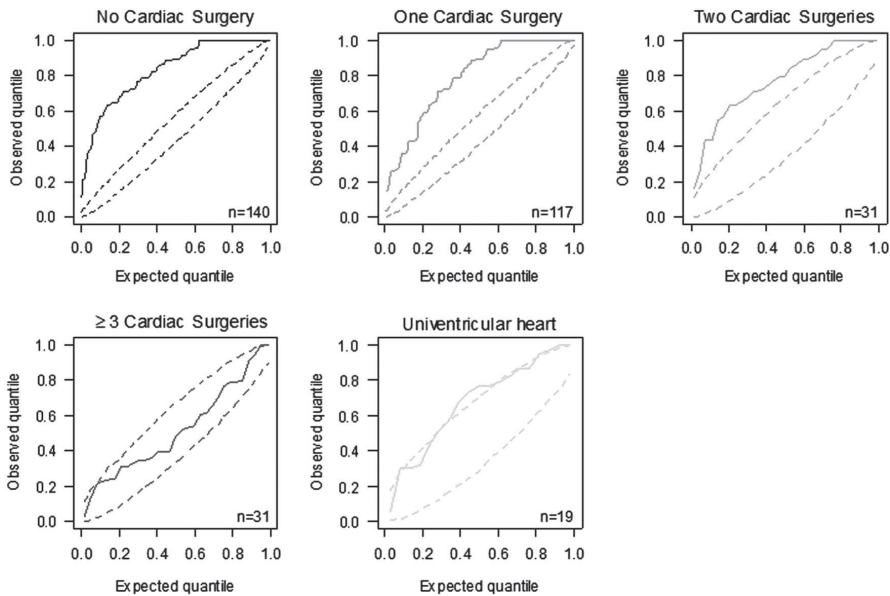 No Cardiac Surgery
One Cardiac Surgery
Two Cardiac Surgeries
Observed quantile
1.0
0.8
0.6
0.4
0.2
0.0
n=140
0.0 0.2 0.4 0.6 0.8 1.0
Expected quantile
Observed quantile
1.0
0.8
0.6
0.4
0.2
0.0
n=117
0.0 0.2 0.4 0.6 0.8 1.0
Expected quantile
Observed quantile
1.0
0.8
0.6
0.4
0.2
0.0
n=31
0.0 0.2 0.4 0.6 0.8 1.0
Expected quantile
≥ 3 Cardiac Surgeries
Univentricular heart
Observed quantile
1.0
0.8
0.6
0.4
0.2
0.0
n=31
0.0 0.2 0.4 0.6 0.8 1.0
Expected quantile
Observed quantile
1.0
0.8
0.6
0.4
0.2
0.0
n=19
0.0 0.2 0.4 0.6 0.8 1.0
Expected quantile